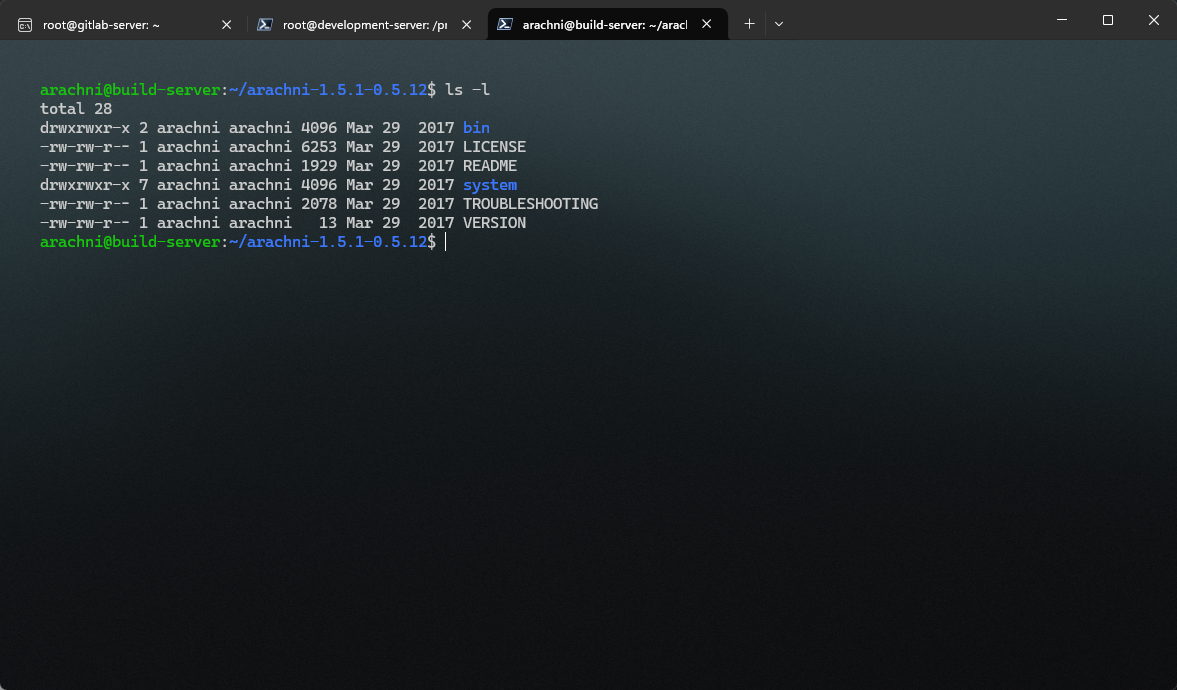 root@gitlab-server: ~
root@development-server: /pr
arachni@build-server: ~/aracl
arachni@build-server:~/arachni-1.5.1-0.5.12$ ls -l
total 28
drwxrwxr-x 2 arachni arachni 4096 Mar 29  2017 bin
-rw-rw-r-- 1 arachni arachni 6253 Mar 29  2017 LICENSE
-rw-rw-r-- 1 arachni arachni 1929 Mar 29  2017 README
drwxrwxr-x 7 arachni arachni 4096 Mar 29  2017 system
-rw-rw-r-- 1 arachni arachni 2078 Mar 29  2017 TROUBLESHOOTING
-rw-rw-r-- 1 arachni arachni   13 Mar 29  2017 VERSION
arachni@build-server:~/arachni-1.5.1-0.5.12$